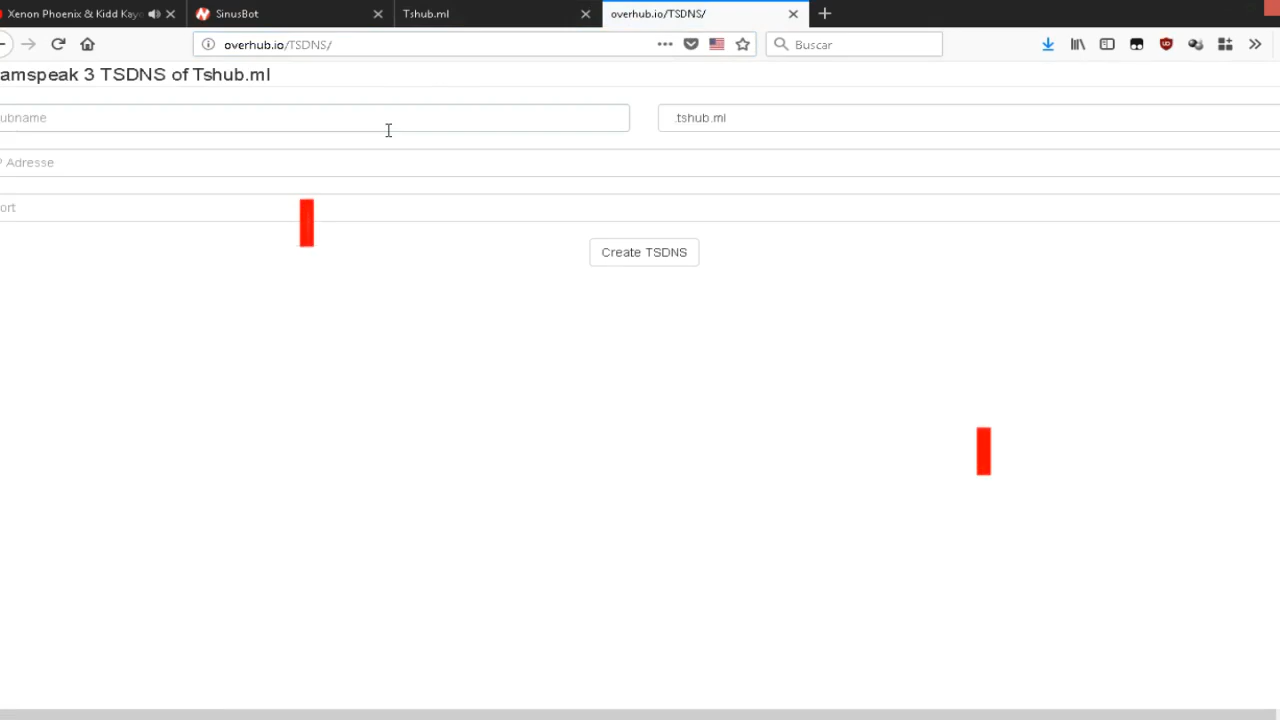 Xenon Phoenix & Kidd Kayo
SinusBot
Tshub.ml
overhub.io/TSDNS/
overhub.io/TSDNS/
Buscar
amspeak 3 TSDNS of Tshub.ml
ubname
.tshub.ml
P Adresse
ort
Create TSDNS